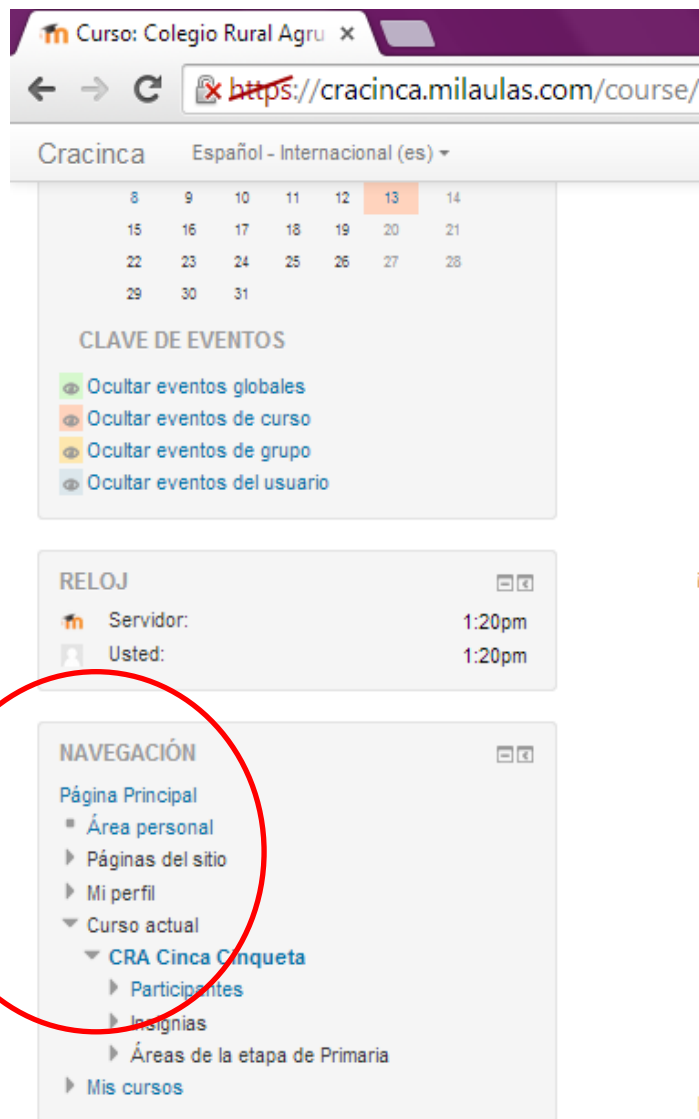 Curso: Colegio Rural Agru
https://cracinca.milaulas.com/course/
Cracinca Español - Internacional (es)
8 9 10 11 12 13 14
15 16 17 18 19 20 21
22 23 24 25 26 27 28
29 30 31
CLAVE DE EVENTOS
Ocultar eventos globales
Ocultar eventos de curso
Ocultar eventos de grupo
Ocultar eventos del usuario
RELOJ
Servidor: 1:20pm
Usted: 1:20pm
NAVEGACIÓN
Página Principal
Área personal
Páginas del sitio
Mi perfil
Curso actual
CRA Cinca Cinqueta
Participantes
Insignias
Áreas de la etapa de Primaria
Mis cursos